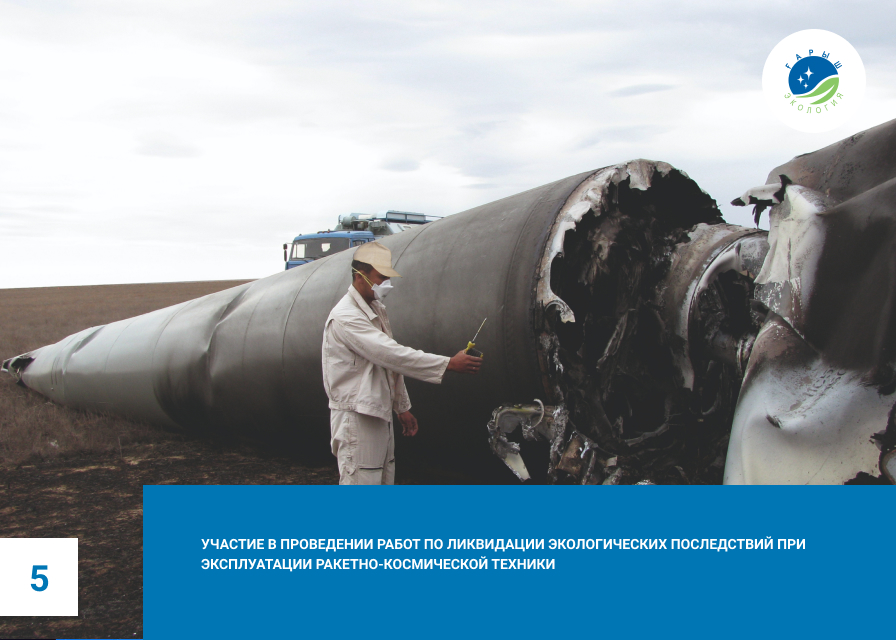 ҒАРЫШ
ЭКОЛОГИЯ
УЧАСТИЕ В ПРОВЕДЕНИИ РАБОТ ПО ЛИКВИДАЦИИ ЭКОЛОГИЧЕСКИХ ПОСЛЕДСТВИЙ ПРИ
ЭКСПЛУАТАЦИИ РАКЕТНО-КОСМИЧЕСКОЙ ТЕХНИКИ
5